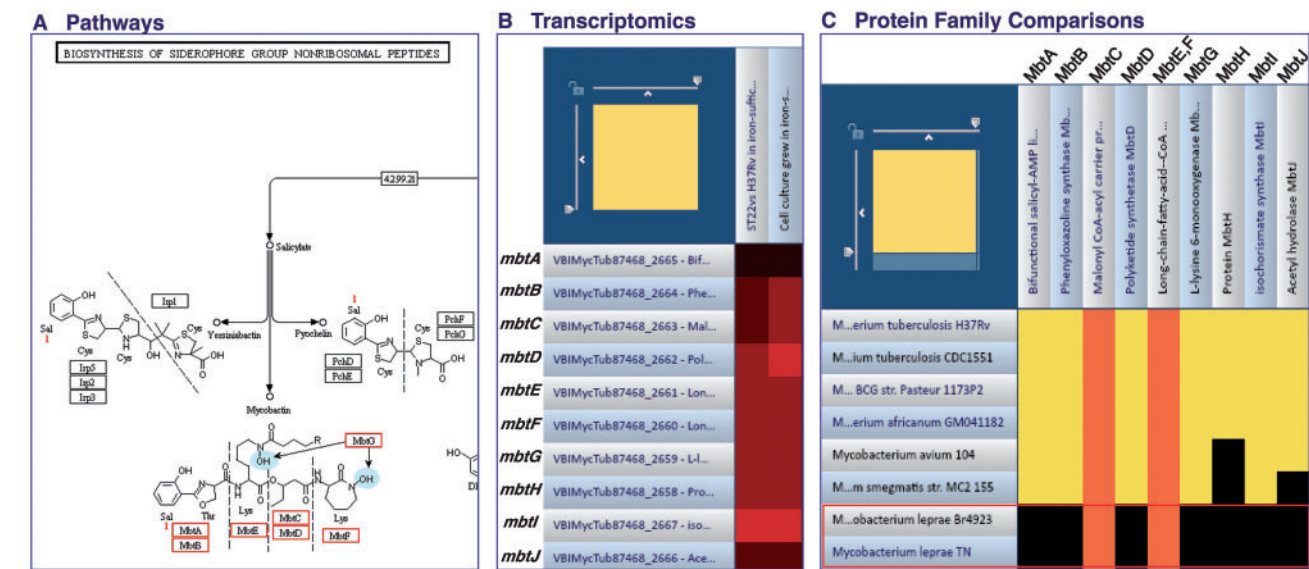 A Pathways
BIOSYNTHESIS OF SIDEROPHORE GROUP NONRIBOSOMAL PEPTIDES
4.2.99.21
Salicylate
OH
Sal
1
Cys
Cys
Cys
OH
Irp1
Irp5
Irp2
Irp3
Yersiniabactin
Pyochelin
1
Sal
OH
Cys
OH
PchD
PchE
PchF
PchG
Mycobactin
R
MbtG
OH
OH
OH
Sal
1
Thr
Lys
Lys
MbtA
MbtB
MbtE
MbtC
MbtD
MbtF
HO
B Transcriptomics
ST22vs H37Rv in iron-suffic...
Cell culture grew in iron-s...
mbtA VBIMycTub87468_2665 - Bif...
mbtB VBIMycTub87468_2664 - Phe...
mbtC VBIMycTub87468_2663 - Mal...
mbtD VBIMycTub87468_2662 - Pol...
mbtE VBIMycTub87468_2661 - Lon...
mbtF VBIMycTub87468_2660 - Lon...
mbtG VBIMycTub87468_2659 - L-l...
mbtH VBIMycTub87468_2658 - Pro...
mbtI VBIMycTub87468_2667 - iso...
mbtJ VBIMycTub87468_2666 - Ace...
C Protein Family Comparisons
MbtA
MbtB
MbtC
MbtD
MbtE,F
MbtG
MbtH
MbtI
MbtJ
Bifunctional salicyl-AMP li...
Phenyloxazoline synthase Mb...
Malonyl CoA-acyl carrier pr...
Polyketide synthetase MbtD
Long-chain-fatty-acid--CoA ...
L-lysine 6-monooxygenase Mb...
Protein MbtH
isochorismate synthase MbtI
Acetyl hydrolase MbtJ
M...erium tuberculosis H37Rv
M...ium tuberculosis CDC1551
M... BCG str. Pasteur 1173P2
M...erium africanum GM041182
Mycobacterium avium 104
M...m smegmatis str. MC2 155
M...obacterium leprae Br4923
Mycobacterium leprae TN